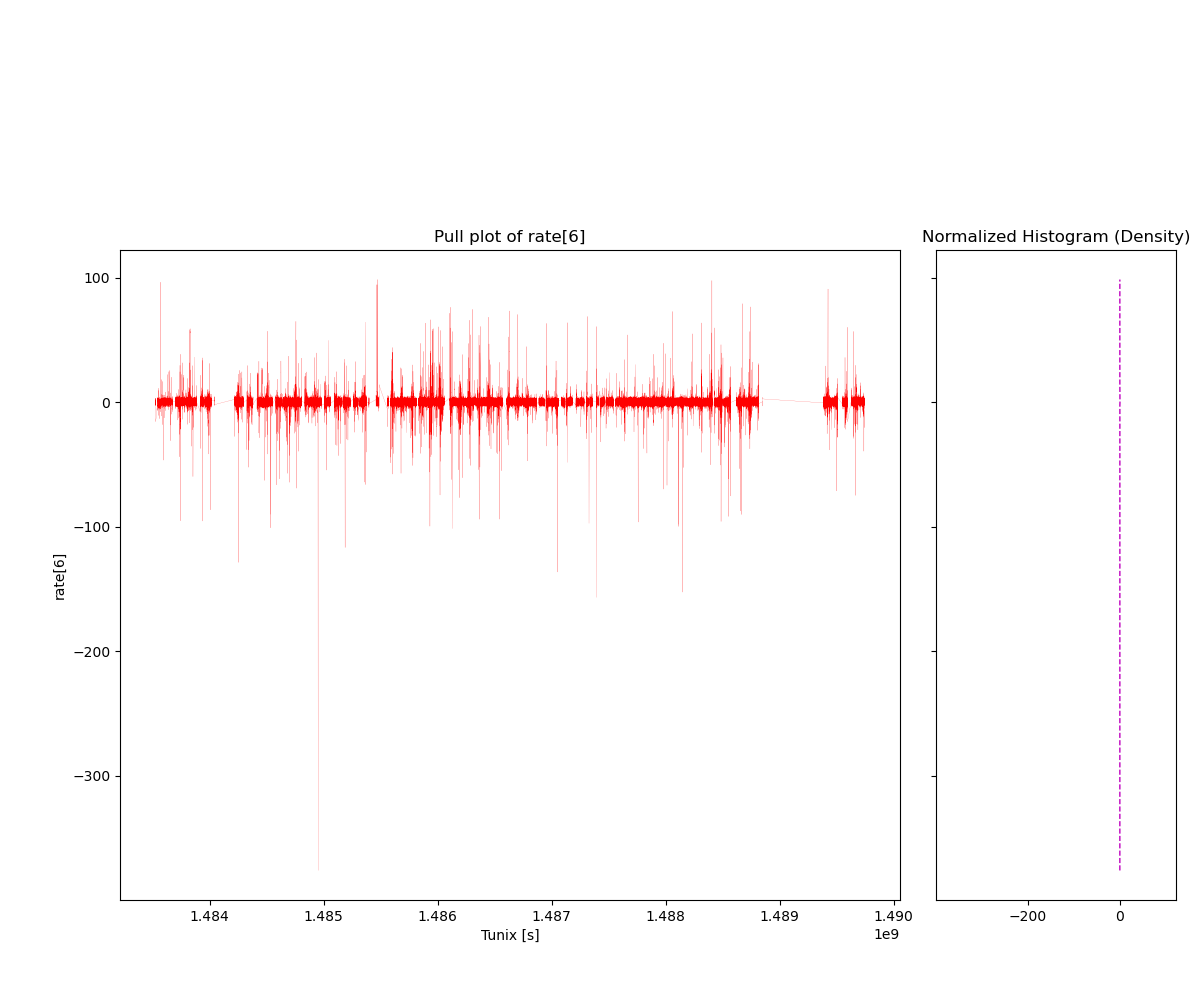 Pull plot of rate[6]
Normalized Histogram (Density)
100
0
−100
−200
−300
rate[6]
1.484 1.485 1.486 1.487 1.488 1.489 1.490
−200 0
Tunix [s]
1e9